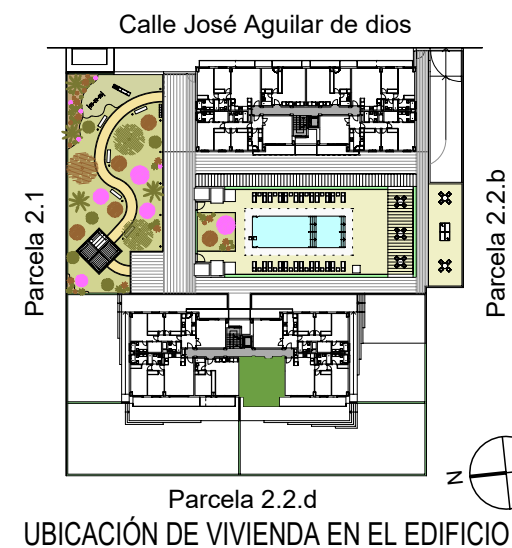 Calle José Aguilar de dios
Parcela 2.1
Parcela 2.2.b
N
Parcela 2.2.d
UBICACIÓN DE VIVIENDA EN EL EDIFICIO